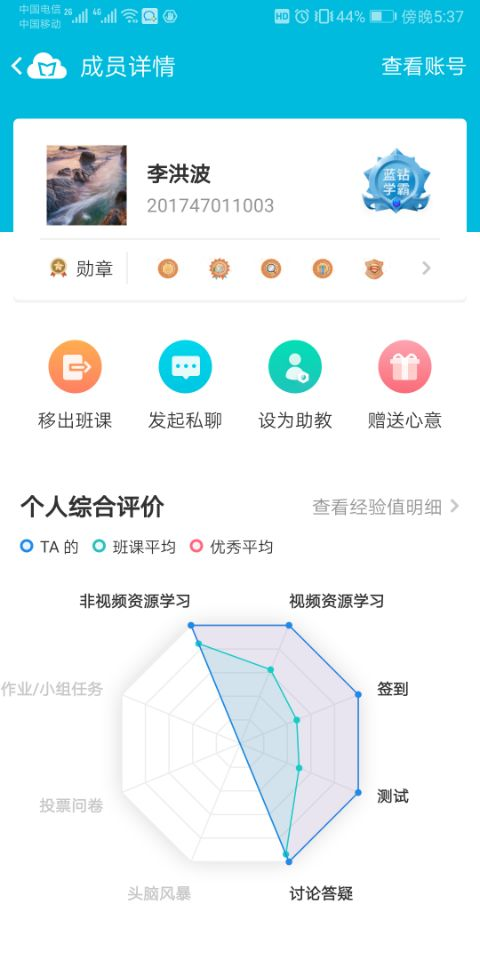 中国电信 2G 4G HD 44% 傍晚5:37
中国移动
成员详情 查看账号
李洪波
201747011003
蓝钻
学霸
勋章
移出班课 发起私聊 设为助教 赠送心意
个人综合评价 查看经验值明细
TA 的 班课平均 优秀平均
非视频资源学习 视频资源学习
作业/小组任务 签到
投票问卷 测试
头脑风暴 讨论答疑